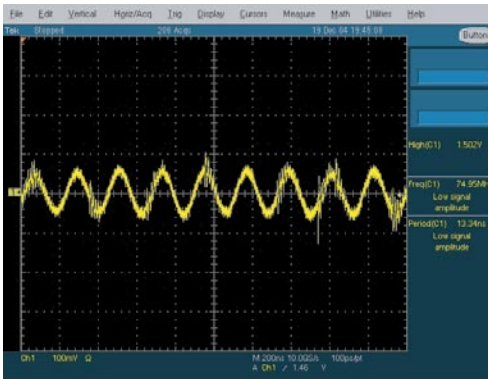 File Edit Vertical Horiz/Acq Trig Display Cursors Measure Math Utilities Help
Tek Stopped 206 Acqs 19 Dec 04 19:45:03
Button
High(C1) 1.502V
Freq(C1) 74.95M
Low signal
amplitude
Period(C1) 13.34ns
Low signal
amplitude
Ch1 100mV Ω M 200ns 10.0GS/s 100ps/pt
A Ch1 1.46 V